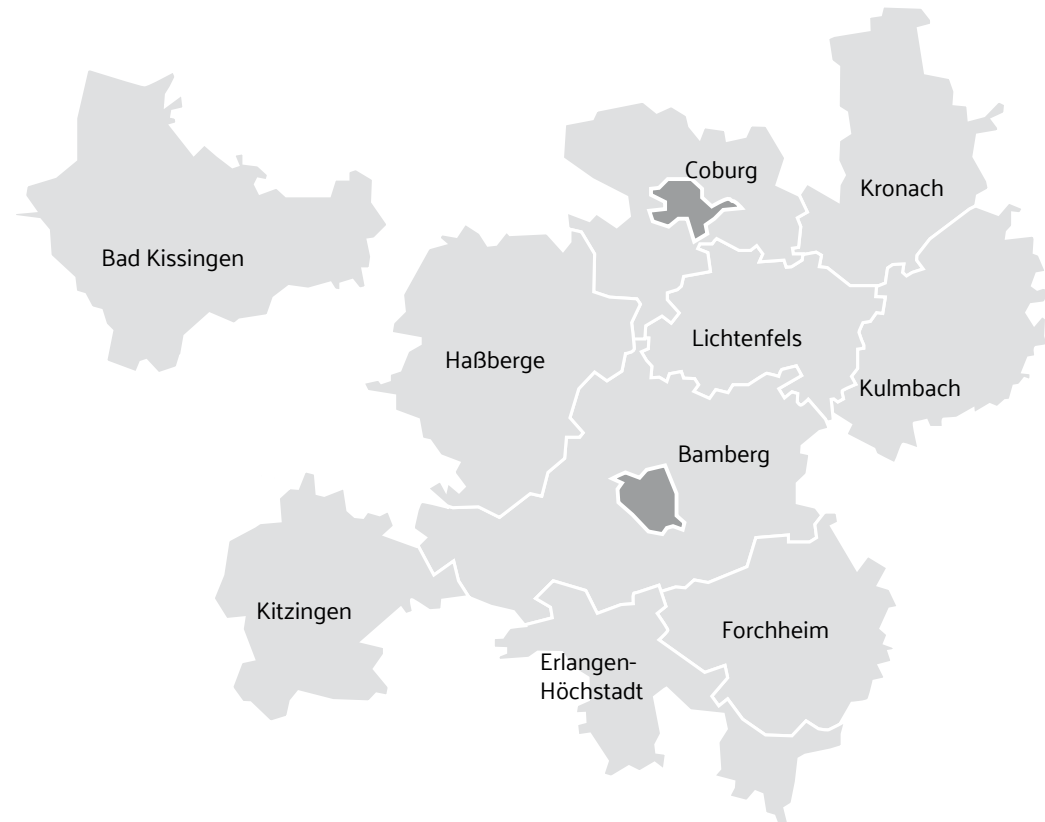 Coburg
Kronach
Bad Kissingen
Lichtenfels
Haßberge
Kulmbach
Bamberg
Kitzingen
Forchheim
Erlangen-
Höchstadt